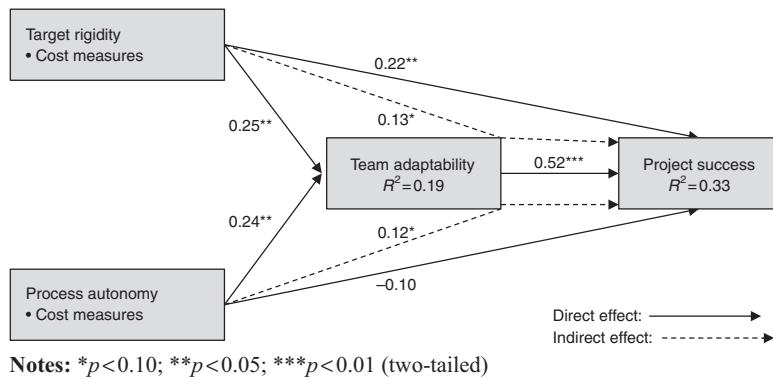 Target rigidity
• Cost measures
0.22**
0.13*
0.25**
Team adaptability
R²=0.19
0.52***
Project success
R²=0.33
0.24**
0.12*
–0.10
Process autonomy
• Cost measures
Direct effect:
Indirect effect:
Notes: *p<0.10; **p<0.05; ***p<0.01 (two-tailed)